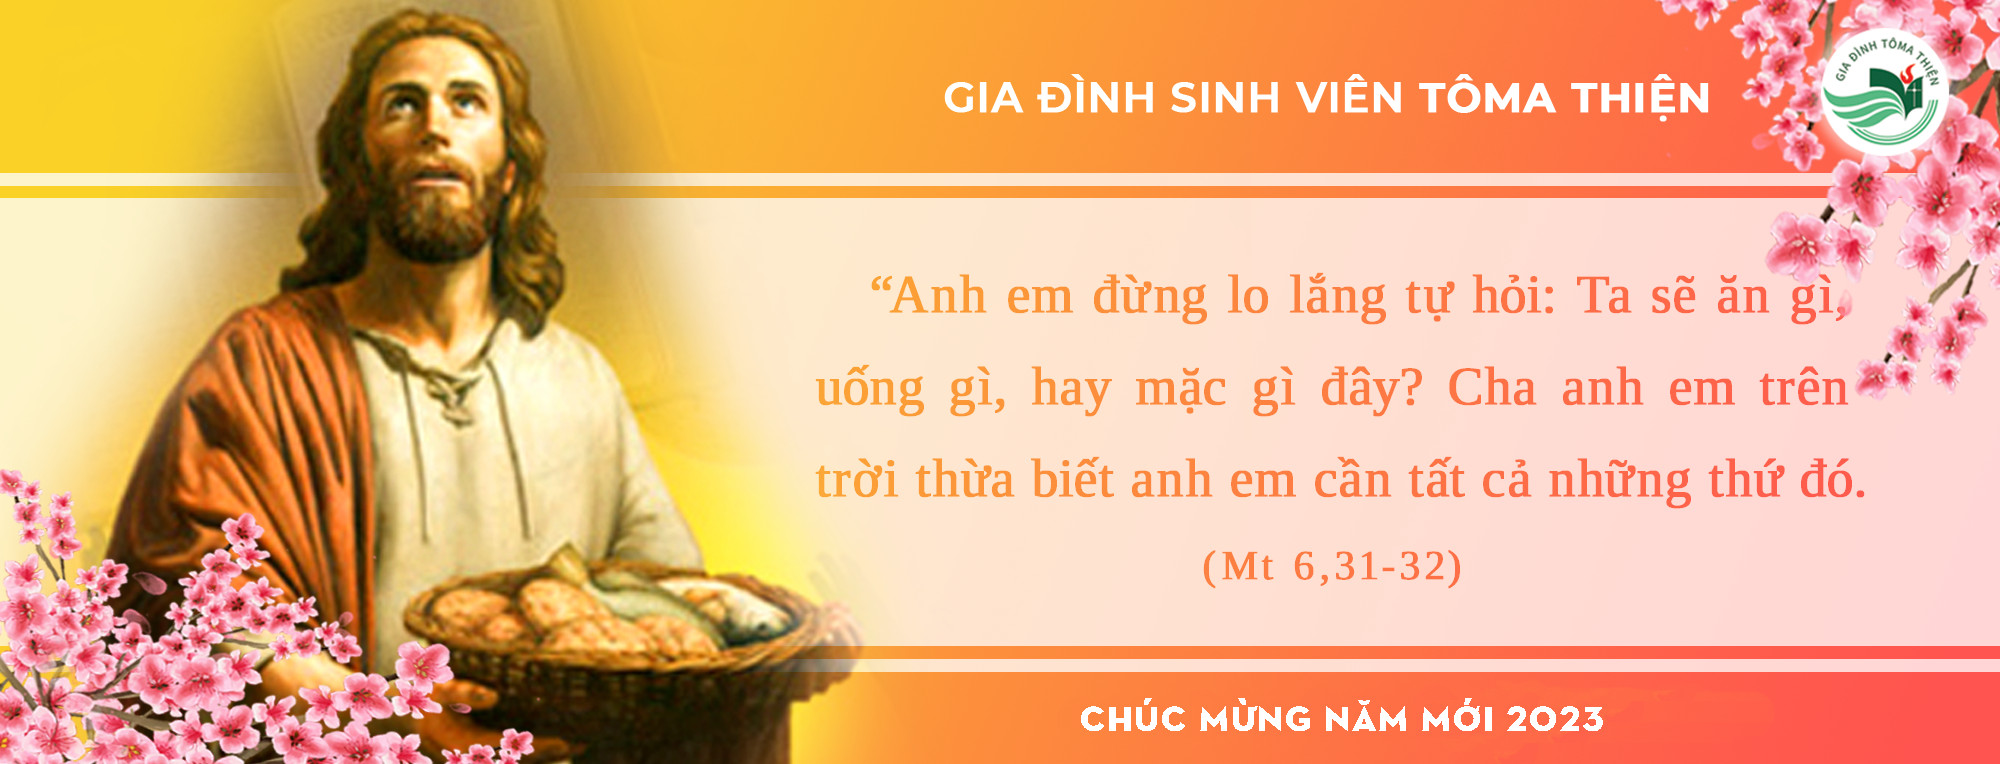 GIA ĐÌNH SINH VIÊN TÔMA THIỆN
GIA ĐÌNH TÔMA THIỆN
“Anh em đừng lo lắng tự hỏi: Ta sẽ ăn gì,
uống gì, hay mặc gì đây? Cha anh em trên
trời thừa biết anh em cần tất cả những thứ đó.
(Mt 6,31-32)
CHÚC MỪNG NĂM MỚI 2023